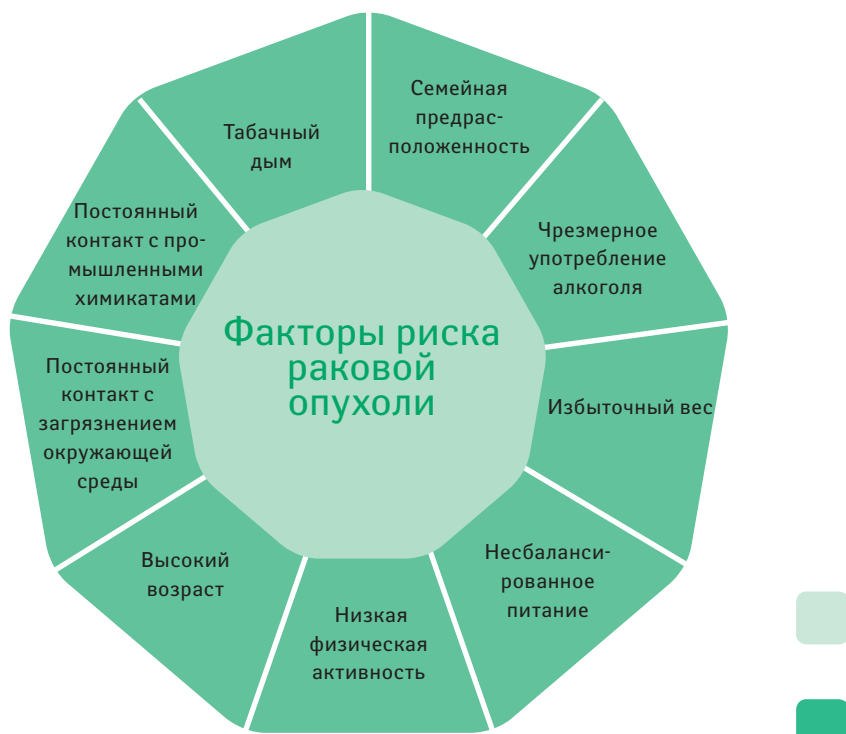 Факторы риска
раковой
опухоли
Семейная
предрас-
положенность
Чрезмерное
употребление
алкоголя
Избыточный вес
Несбаланси-
рованное
питание
Низкая
физическая
активность
Высокий
возраст
Постоянный
контакт с
загрязнением
окружающей
среды
Постоянный
контакт с про-
мышленными
химикатами
Табачный
дым